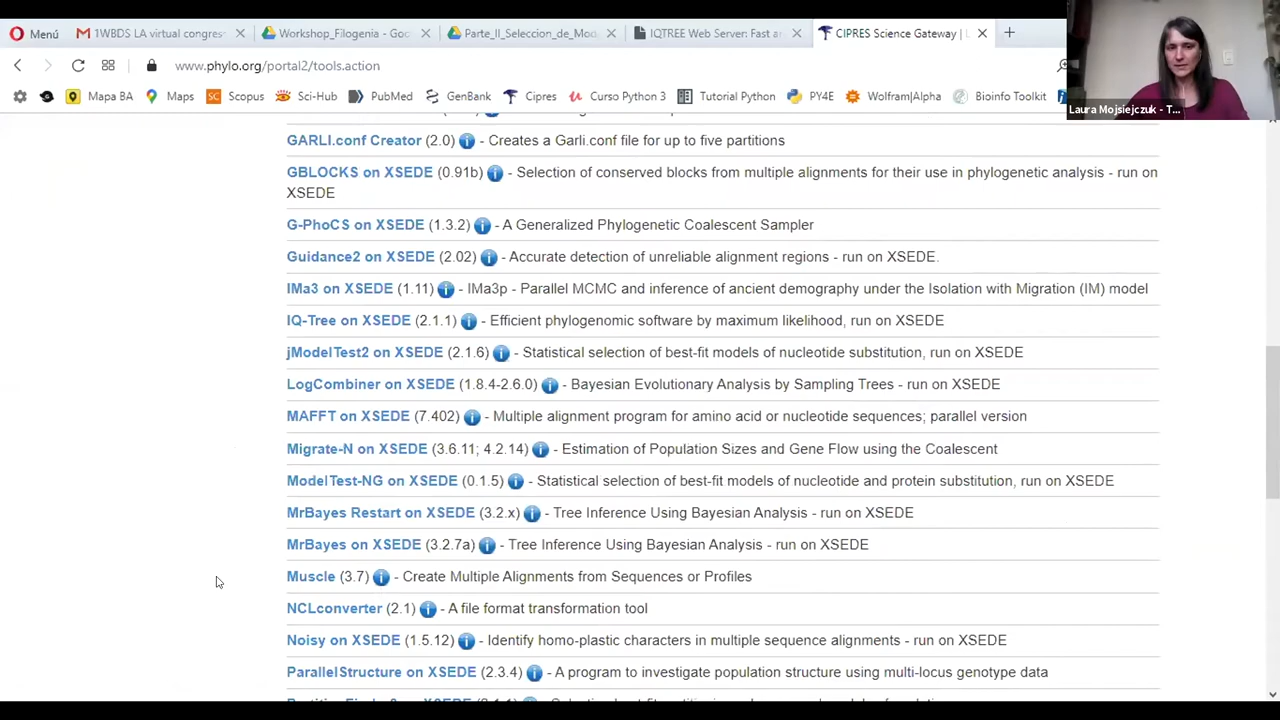 Menú
1WBDS LA virtual congres
Workshop_Filogenia - Goo
Parte_II_Seleccion_de_Mod
IQTREE Web Server: Fast an
CIPRES Science Gateway | L
www.phylo.org/portal2/tools.action
Mapa BA Maps Scopus Sci-Hub PubMed GenBank Cipres Curso Python 3 Tutorial Python PY4E Wolfram|Alpha Bioinfo Toolkit
Laura Mojsiejczuk - T...
GARLI.conf Creator (2.0) - Creates a Garli.conf file for up to five partitions
GBLOCKS on XSEDE (0.91b) - Selection of conserved blocks from multiple alignments for their use in phylogenetic analysis - run on
XSEDE
G-PhoCS on XSEDE (1.3.2) - A Generalized Phylogenetic Coalescent Sampler
Guidance2 on XSEDE (2.02) - Accurate detection of unreliable alignment regions - run on XSEDE.
IMa3 on XSEDE (1.11) - IMa3p - Parallel MCMC and inference of ancient demography under the Isolation with Migration (IM) model
IQ-Tree on XSEDE (2.1.1) - Efficient phylogenomic software by maximum likelihood, run on XSEDE
jModelTest2 on XSEDE (2.1.6) - Statistical selection of best-fit models of nucleotide substitution, run on XSEDE
LogCombiner on XSEDE (1.8.4-2.6.0) - Bayesian Evolutionary Analysis by Sampling Trees - run on XSEDE
MAFFT on XSEDE (7.402) - Multiple alignment program for amino acid or nucleotide sequences; parallel version
Migrate-N on XSEDE (3.6.11; 4.2.14) - Estimation of Population Sizes and Gene Flow using the Coalescent
ModelTest-NG on XSEDE (0.1.5) - Statistical selection of best-fit models of nucleotide and protein substitution, run on XSEDE
MrBayes Restart on XSEDE (3.2.x) - Tree Inference Using Bayesian Analysis - run on XSEDE
MrBayes on XSEDE (3.2.7a) - Tree Inference Using Bayesian Analysis - run on XSEDE
Muscle (3.7) - Create Multiple Alignments from Sequences or Profiles
NCLconverter (2.1) - A file format transformation tool
Noisy on XSEDE (1.5.12) - Identify homo-plastic characters in multiple sequence alignments - run on XSEDE
ParallelStructure on XSEDE (2.3.4) - A program to investigate population structure using multi-locus genotype data